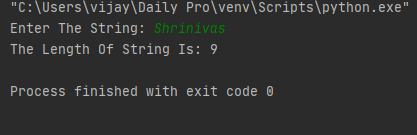 "C:\Users\vijay\Daily Pro\venv\Scripts\python.exe"
Enter The String: Shrinivas
The Length Of String Is: 9
Process finished with exit code 0